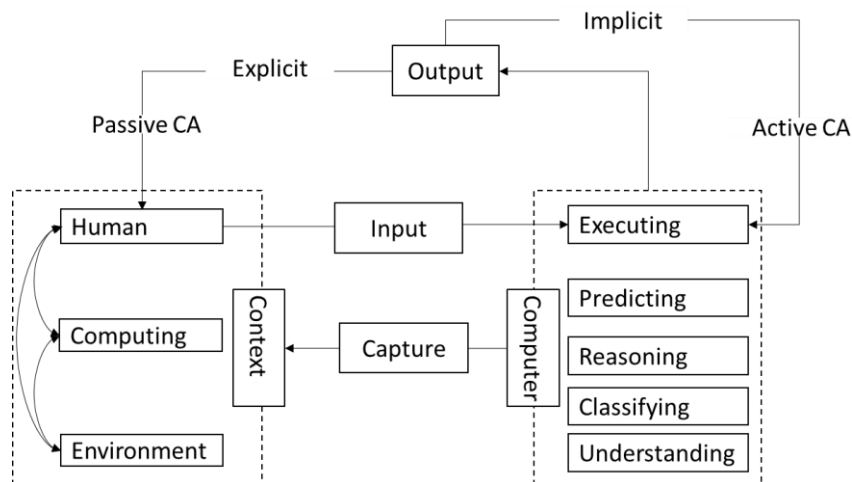 Implicit
Explicit
Output
Passive CA
Active CA
Human
Input
Executing
Context
Computer
Predicting
Computing
Capture
Reasoning
Classifying
Environment
Understanding